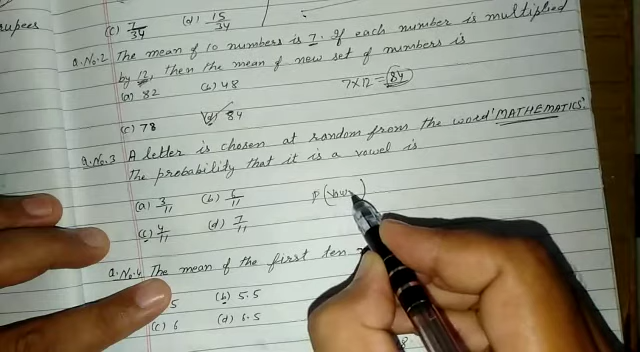 rupees
(c) 7/34 (d) 15/34
Q.No.2 The mean of 10 numbers is 7. If each number is multiplied
by 12, then the mean of new set of numbers is
(a) 82 (b) 48 7×12 = 84
(c) 78 (d) 84
Q.No.3 A letter is chosen at random from the word 'MATHEMATICS'.
The probability that it is a vowel is
(a) 3/11 (b) 6/11 P(vow)
(c) 4/11 (d) 7/11
Q.No.4 The mean of the first ten
5 (b) 5.5
(c) 6 (d) 6.5